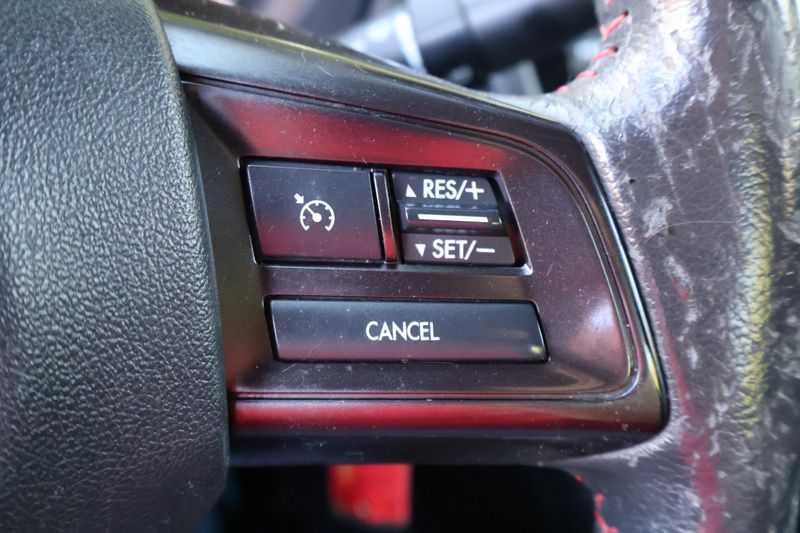 ▲ RES/+
▼ SET/−
CANCEL